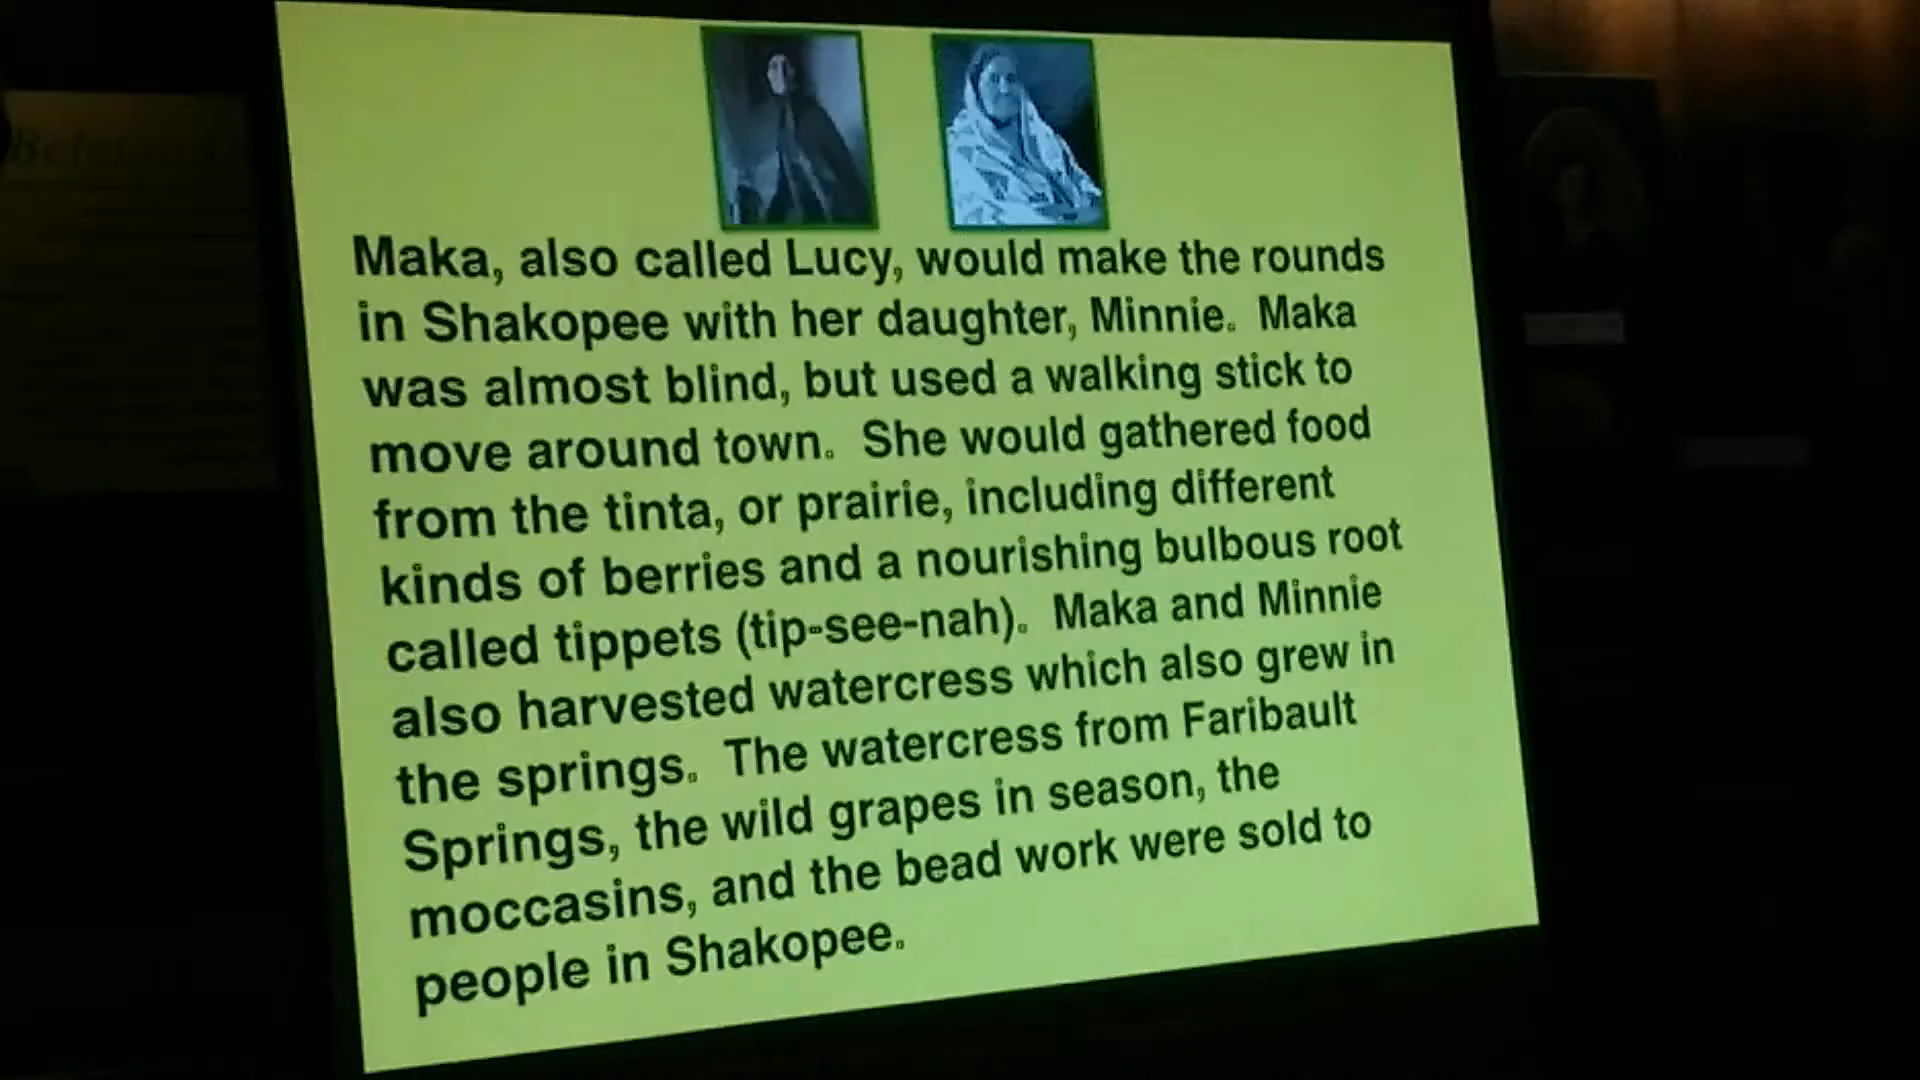 Maka, also called Lucy, would make the rounds
in Shakopee with her daughter, Minnie. Maka
was almost blind, but used a walking stick to
move around town. She would gathered food
from the tinta, or prairie, including different
kinds of berries and a nourishing bulbous root
called tippets (tip-see-nah). Maka and Minnie
also harvested watercress which also grew in
the springs. The watercress from Faribault
Springs, the wild grapes in season, the
moccasins, and the bead work were sold to
people in Shakopee.